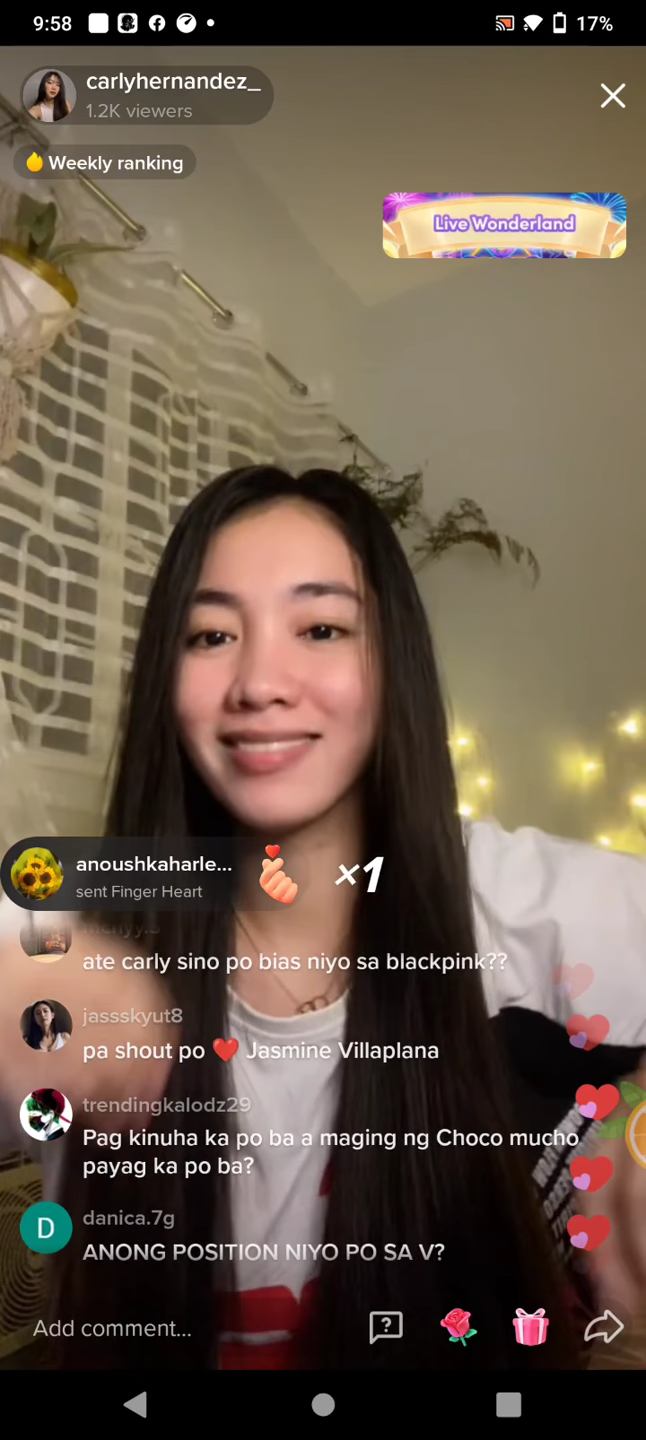 9:58
17%
carlyhernandez_
1.2K viewers
Weekly ranking
Live Wonderland
anoushkaharle...
sent Finger Heart
×1
ate carly sino po bias niyo sa blackpink??
jassskyut8
pa shout po ❤️ Jasmine Villaplana
trendingkalodz29
Pag kinuha ka po ba a maging ng Choco mucho
payag ka po ba?
D
danica.7g
ANONG POSITION NIYO PO SA V?
Add comment...